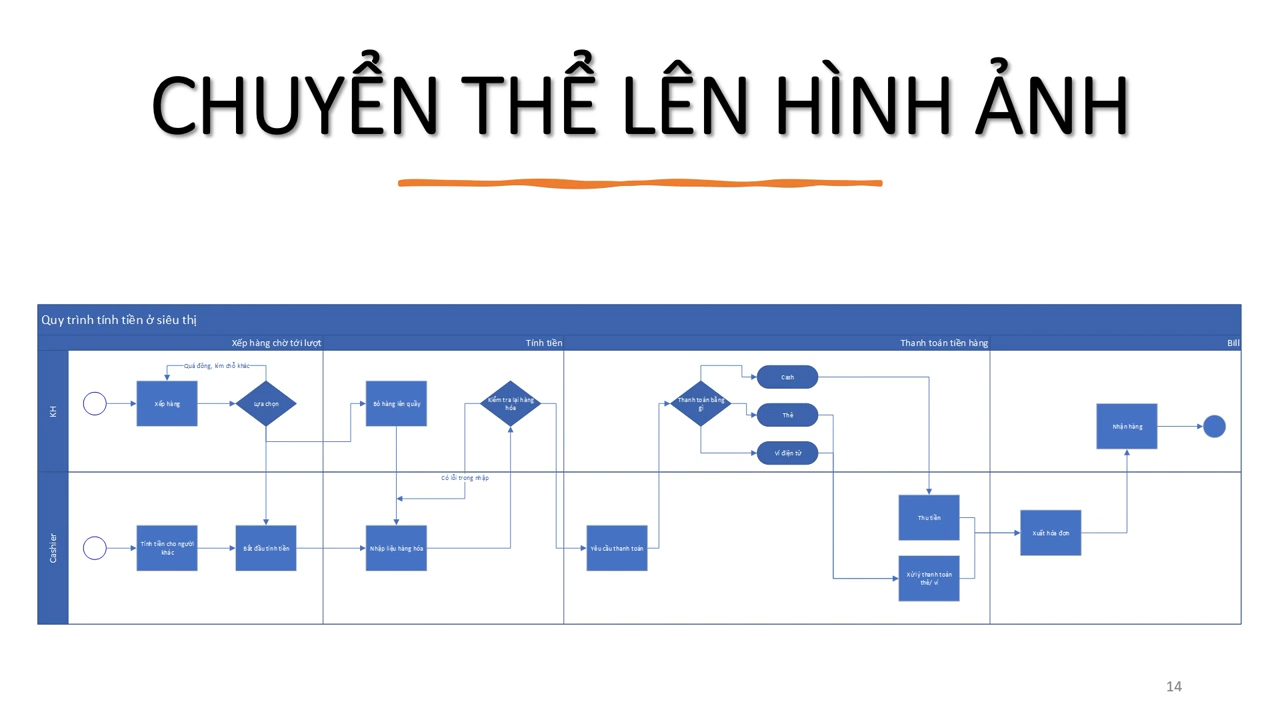 CHUYỂN THỂ LÊN HÌNH ẢNH
Quy trình tính tiền ở siêu thị
Xếp hàng chờ tới lượt
Tính tiền
Thanh toán tiền hàng
Bill
KH
Quá đông, tìm chỗ khác
Xếp hàng
Lựa chọn
Bỏ hàng lên quầy
Kiểm tra lại hàng
hóa
Thanh toán bằng
gì
Cash
Thẻ
Ví điện tử
Nhận hàng
Có lỗi trong nhập
Cashier
Tính tiền cho người
khác
Bắt đầu tính tiền
Nhập liệu hàng hóa
Yêu cầu thanh toán
Thu tiền
Xử lý thanh toán
thẻ/ ví
Xuất hóa đơn
14